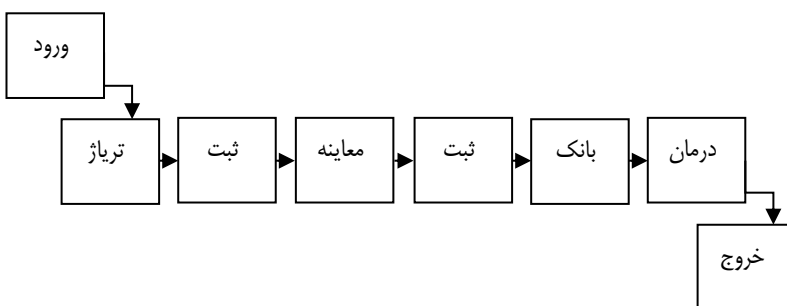 ورود
تریاژ
ثبت
معاینه
ثبت
بانک
درمان
خروج